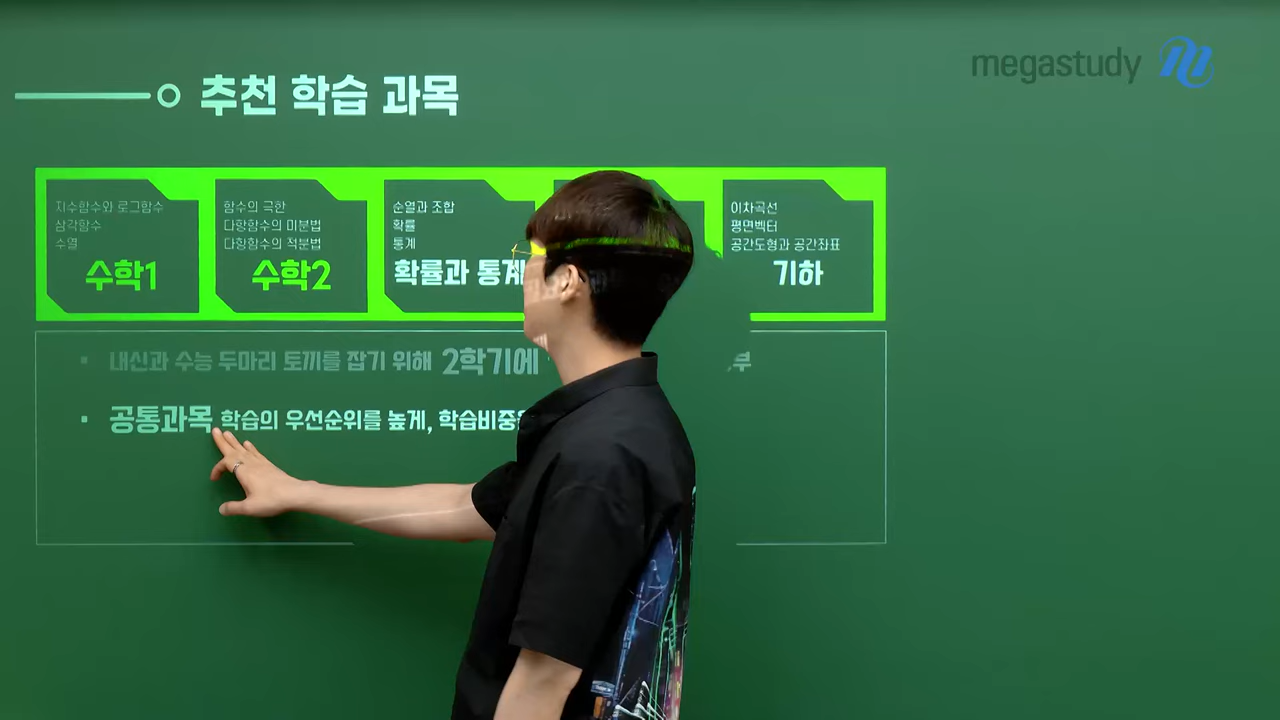 megastudy
추천 학습 과목
지수함수와 로그함수
삼각함수
수열
수학1
함수의 극한
다항함수의 미분법
다항함수의 적분법
수학2
순열과 조합
확률
통계
확률과 통계
이차곡선
평면벡터
공간도형과 공간좌표
기하
▪ 내신과 수능 두마리 토끼를 잡기 위해 2학기에 부
▪ 공통과목 학습의 우선순위를 높게, 학습비중을